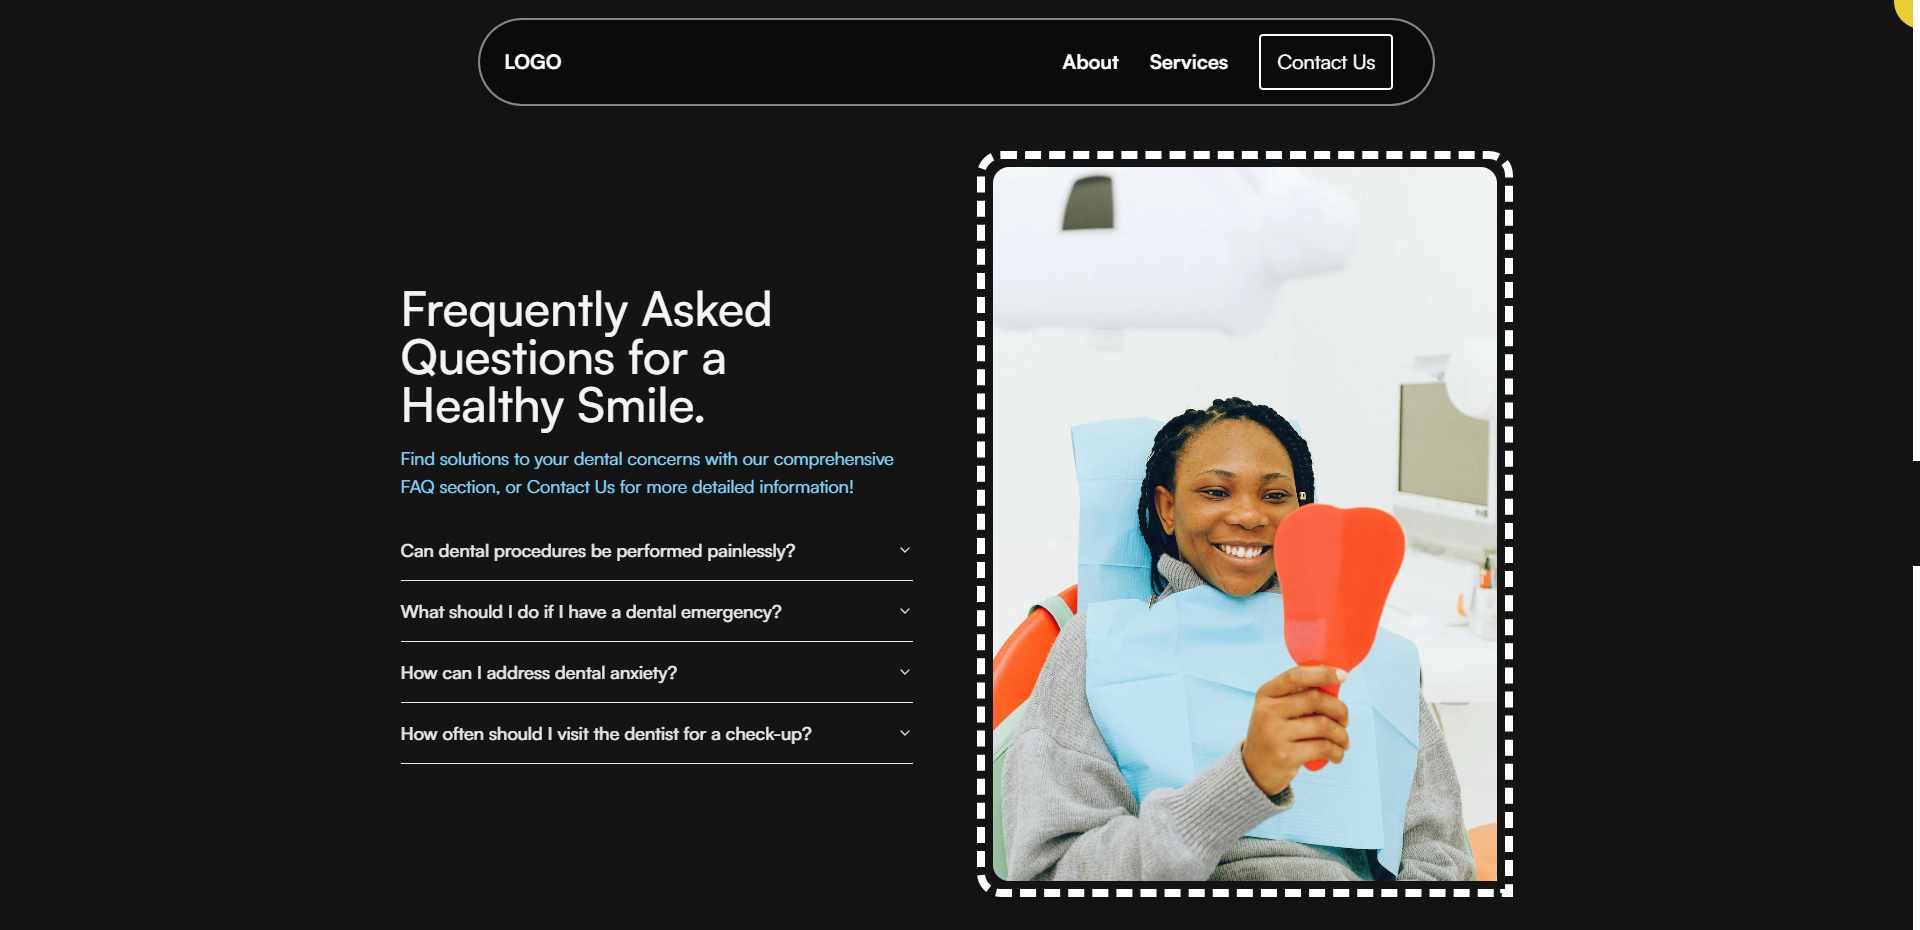 LOGO
About
Services
Contact Us
Frequently Asked
Questions for a
Healthy Smile.
Find solutions to your dental concerns with our comprehensive
FAQ section, or Contact Us for more detailed information!
Can dental procedures be performed painlessly?
What should I do if I have a dental emergency?
How can I address dental anxiety?
How often should I visit the dentist for a check-up?